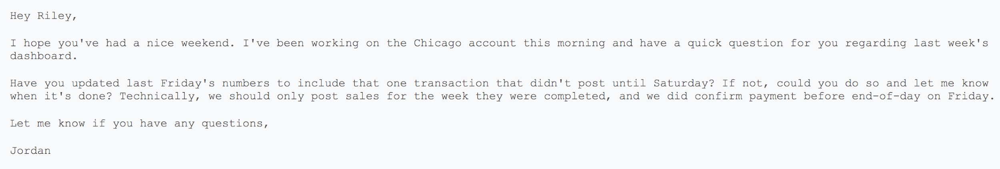 Hey Riley,
I hope you've had a nice weekend. I've been working on the Chicago account this morning and have a quick question for you regarding last week's
dashboard.
Have you updated last Friday's numbers to include that one transaction that didn't post until Saturday? If not, could you do so and let me know
when it's done? Technically, we should only post sales for the week they were completed, and we did confirm payment before end-of-day on Friday.
Let me know if you have any questions,
Jordan